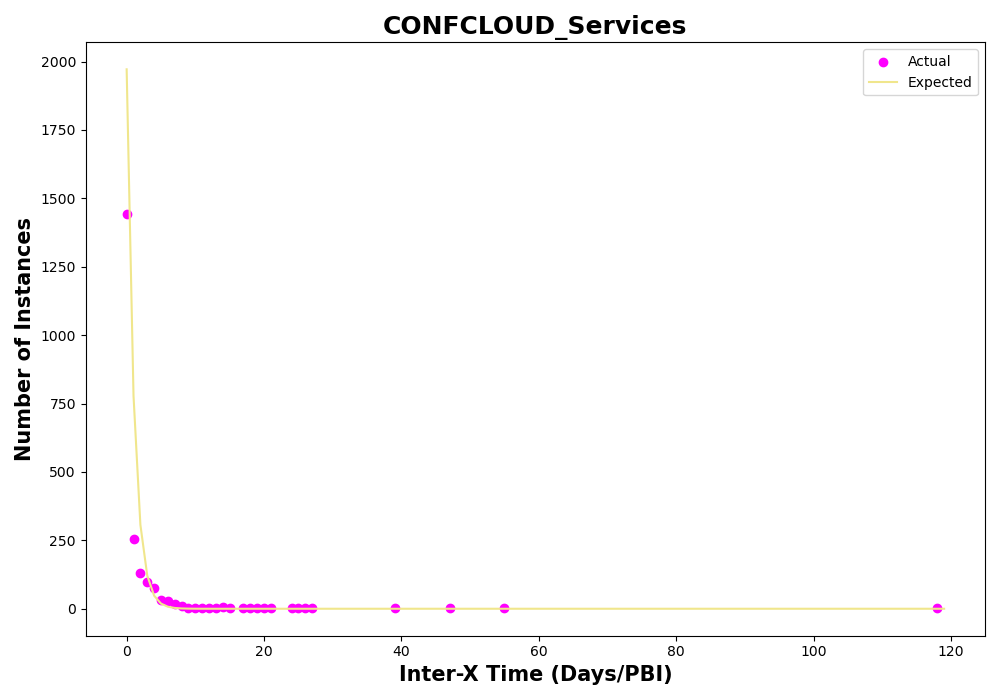 CONFCLOUD_Services
Actual
Expected
Number of Instances
2000
1750
1500
1250
1000
750
500
250
0
0 20 40 60 80 100 120
Inter-X Time (Days/PBI)